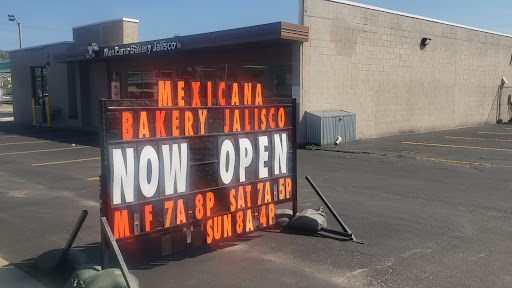 Mexicana Bakery Jalisco
MEXICANA
BAKERY JALISCO
NOW OPEN
M-F 7A-8P SAT 7A-5P
SUN 8A-4P